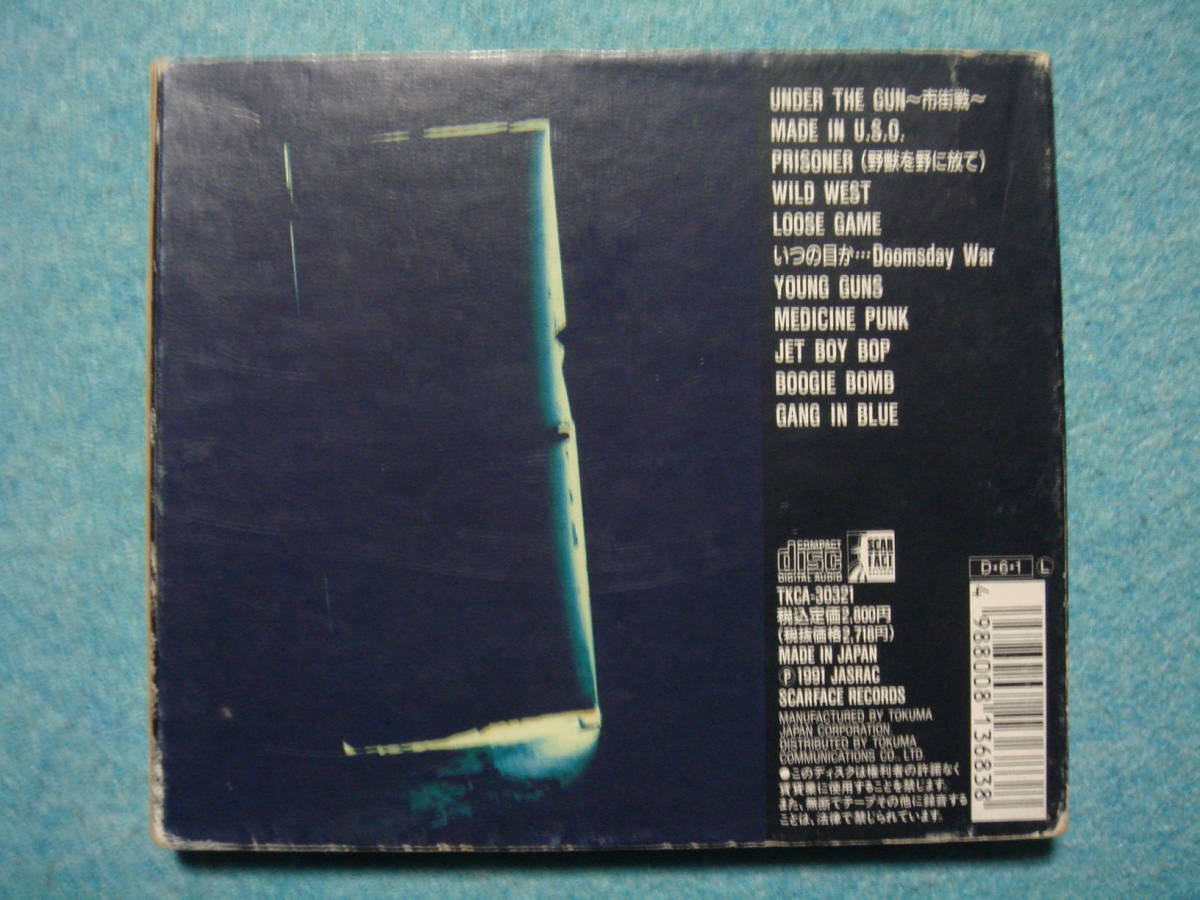 UNDER THE GUN～市街戦～
MADE IN U.S.O.
PRISONER (野獣を野に放て)
WILD WEST
LOOSE GAME
いつの日か…Doomsday War
YOUNG GUNS
MEDICINE PUNK
JET BOY BOP
BOOGIE BOMB
GANG IN BLUE
COMPACT
disc
DIGITAL AUDIO
SCAR
FACE
TKCA-30321
税込定価2,800円
(税抜価格2,718円)
MADE IN JAPAN
Ⓟ1991 JASRAC
SCARFACE RECORDS
MANUFACTURED BY TOKUMA
JAPAN CORPORATION.
DISTRIBUTED BY TOKUMA
COMMUNICATIONS CO., LTD.
●このディスクは権利者の許諾なく
賃貸業に使用することを禁じます。
また、無断でテープその他に録音する
ことは、法律で禁じられています。
D・6・1 Ⓛ
4 988008 136838